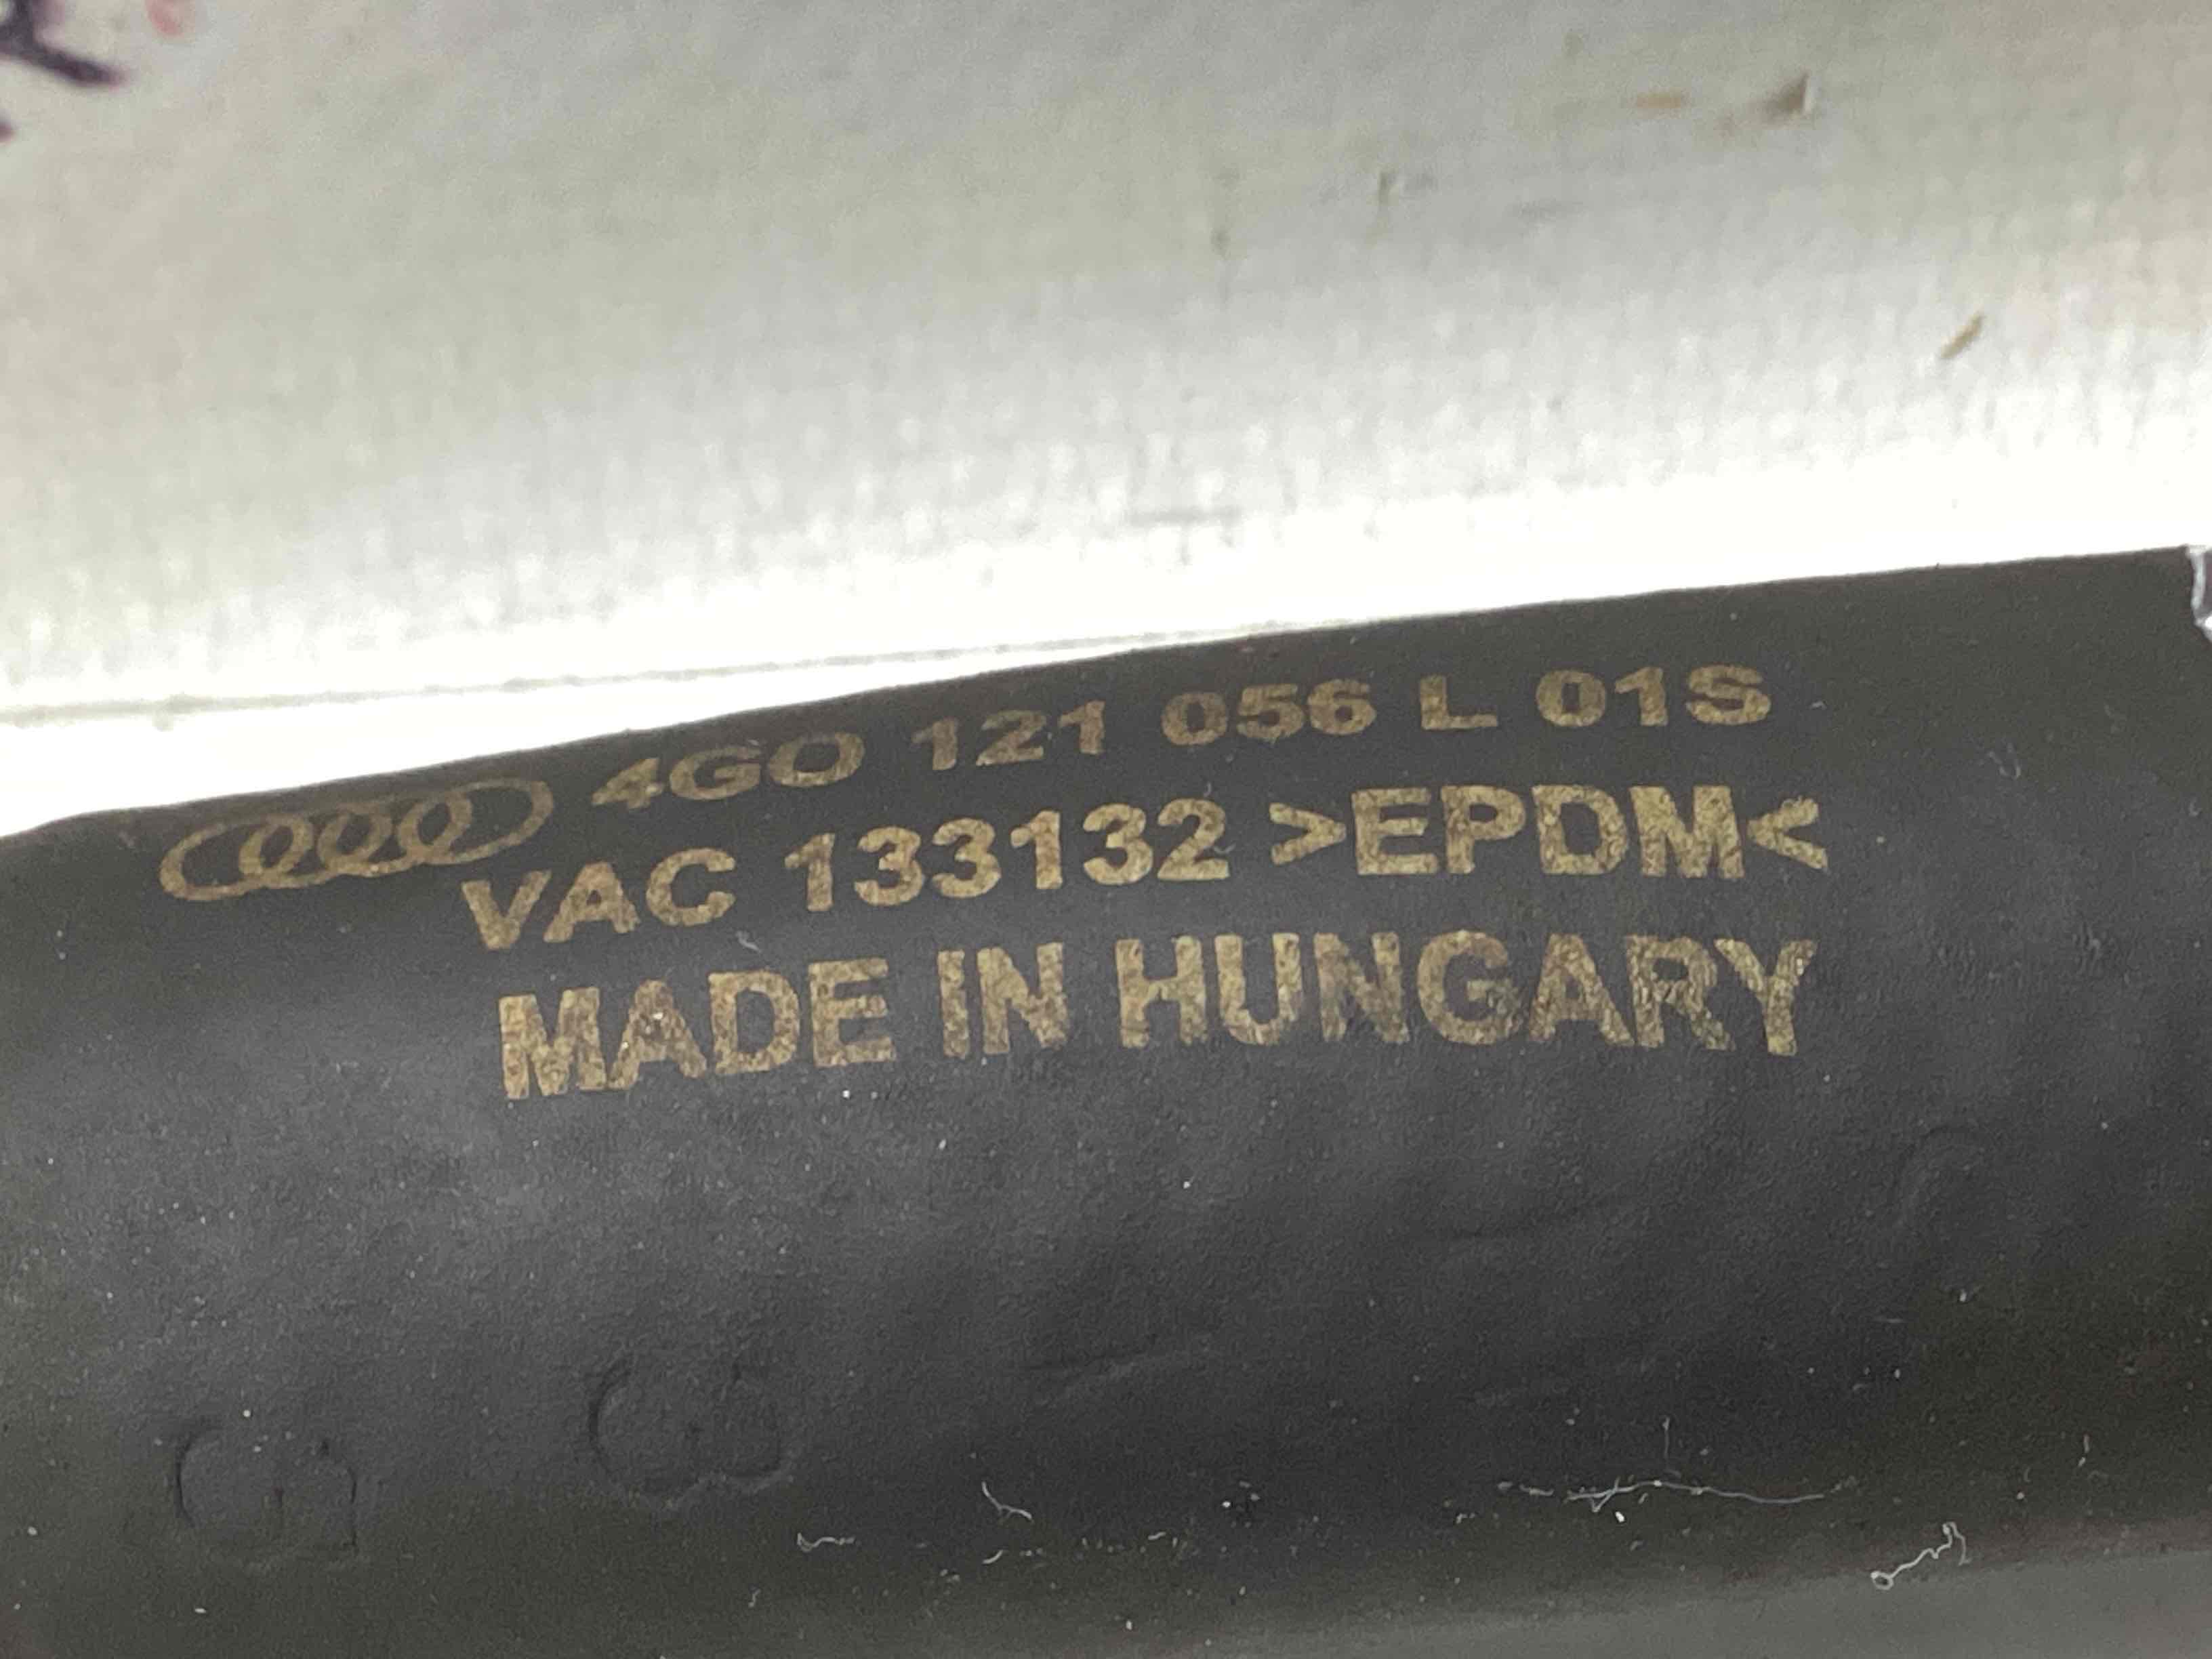 4G0 121 056 L 01S
VAC 133132 >EPDM<
MADE IN HUNGARY